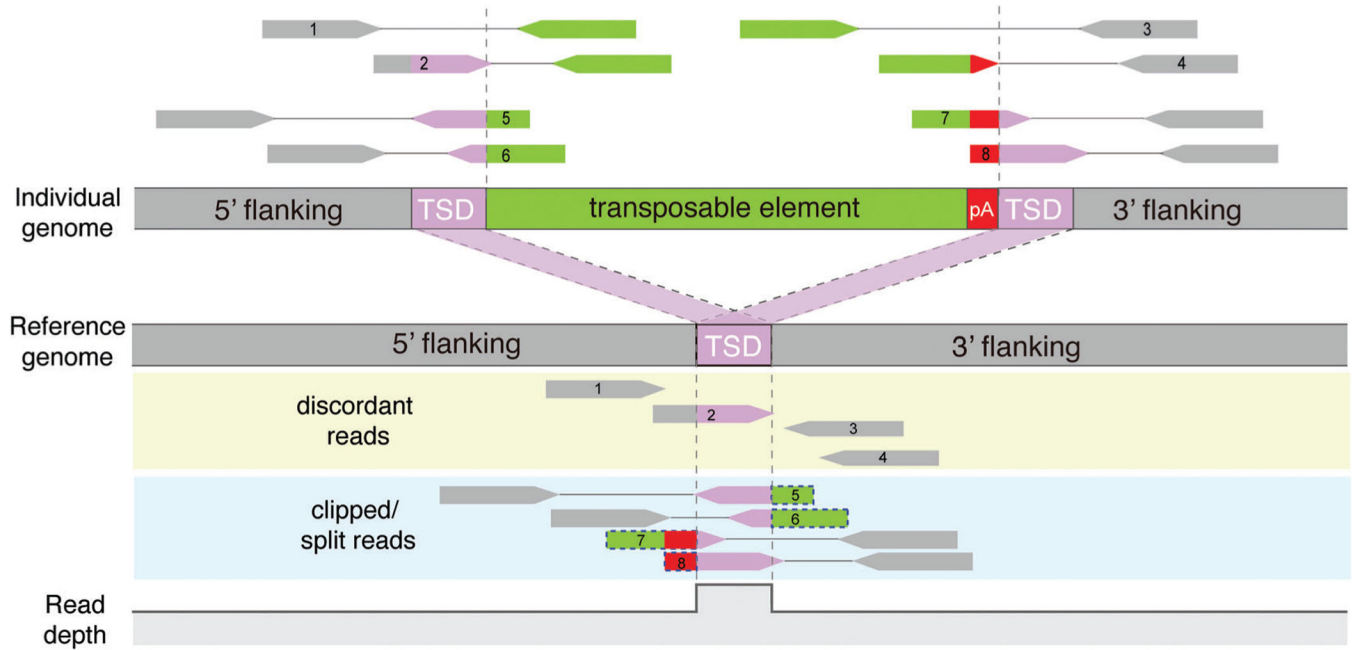 1
3
2
4
5
7
6
8
Individual
genome
5' flanking
TSD
transposable element
pA
TSD
3' flanking
Reference
genome
5' flanking
TSD
3' flanking
discordant
reads
1
2
3
4
clipped/
split reads
5
6
7
8
Read
depth